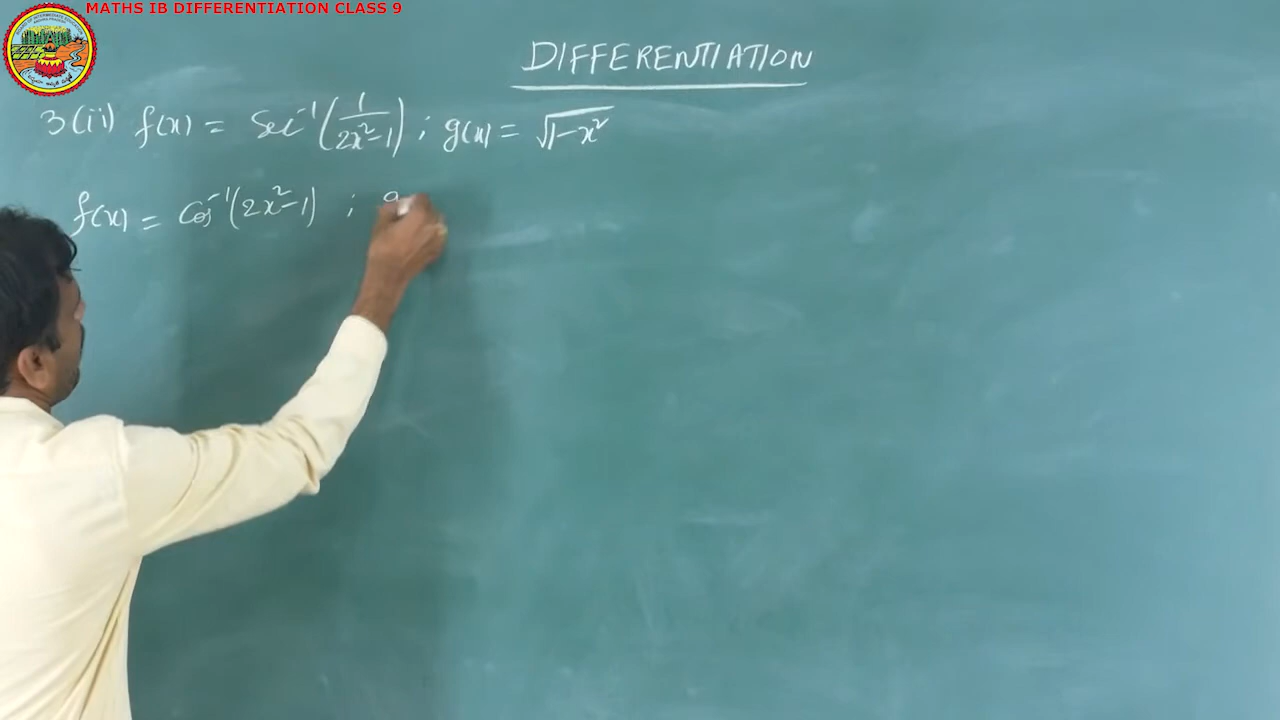 MATHS IB DIFFERENTIATION CLASS 9
DIFFERENTIATION
3(ii) f(x) = Sec⁻¹(1/(2x²-1)) ; g(x) = √(1-x²)
f(x) = Cos⁻¹(2x²-1) ;